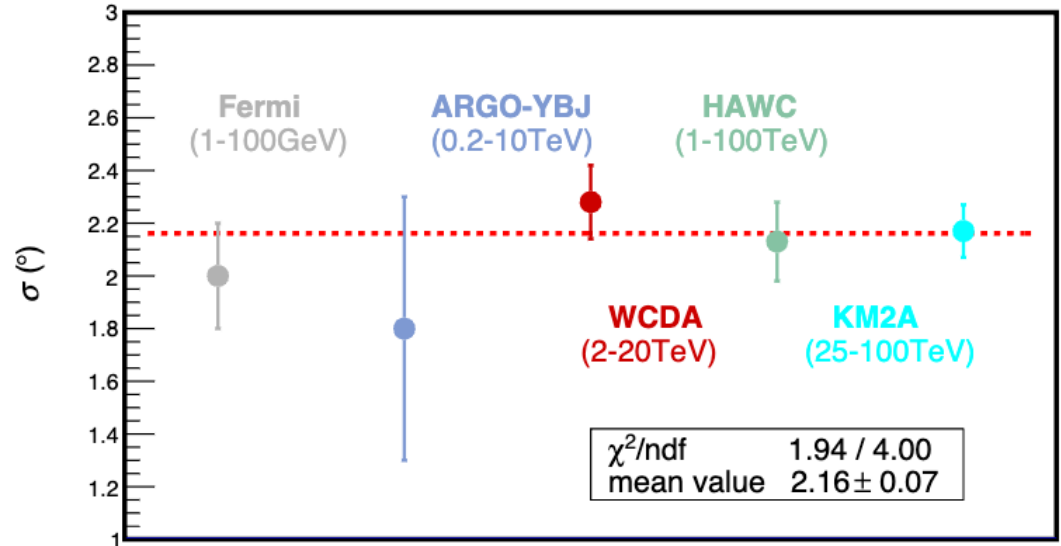 3
2.8
2.6
2.4
2.2
2
1.8
1.6
1.4
1.2
1
σ (°)
Fermi
(1-100GeV)
ARGO-YBJ
(0.2-10TeV)
HAWC
(1-100TeV)
WCDA
(2-20TeV)
KM2A
(25-100TeV)
χ²/ndf 1.94 / 4.00
mean value 2.16 ± 0.07